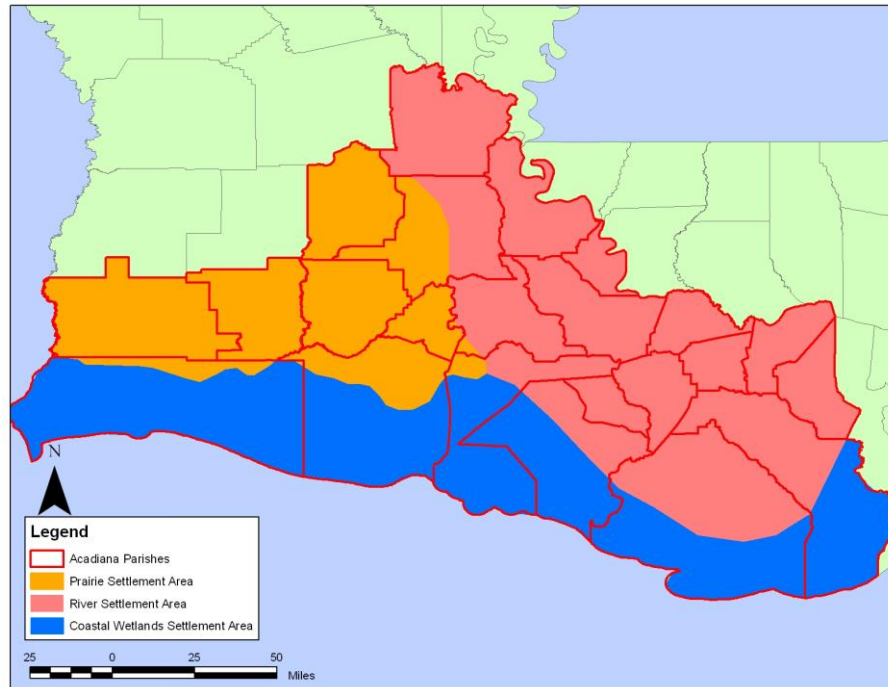 N
Legend
Acadiana Parishes
Prairie Settlement Area
River Settlement Area
Coastal Wetlands Settlement Area
25 0 25 50
Miles